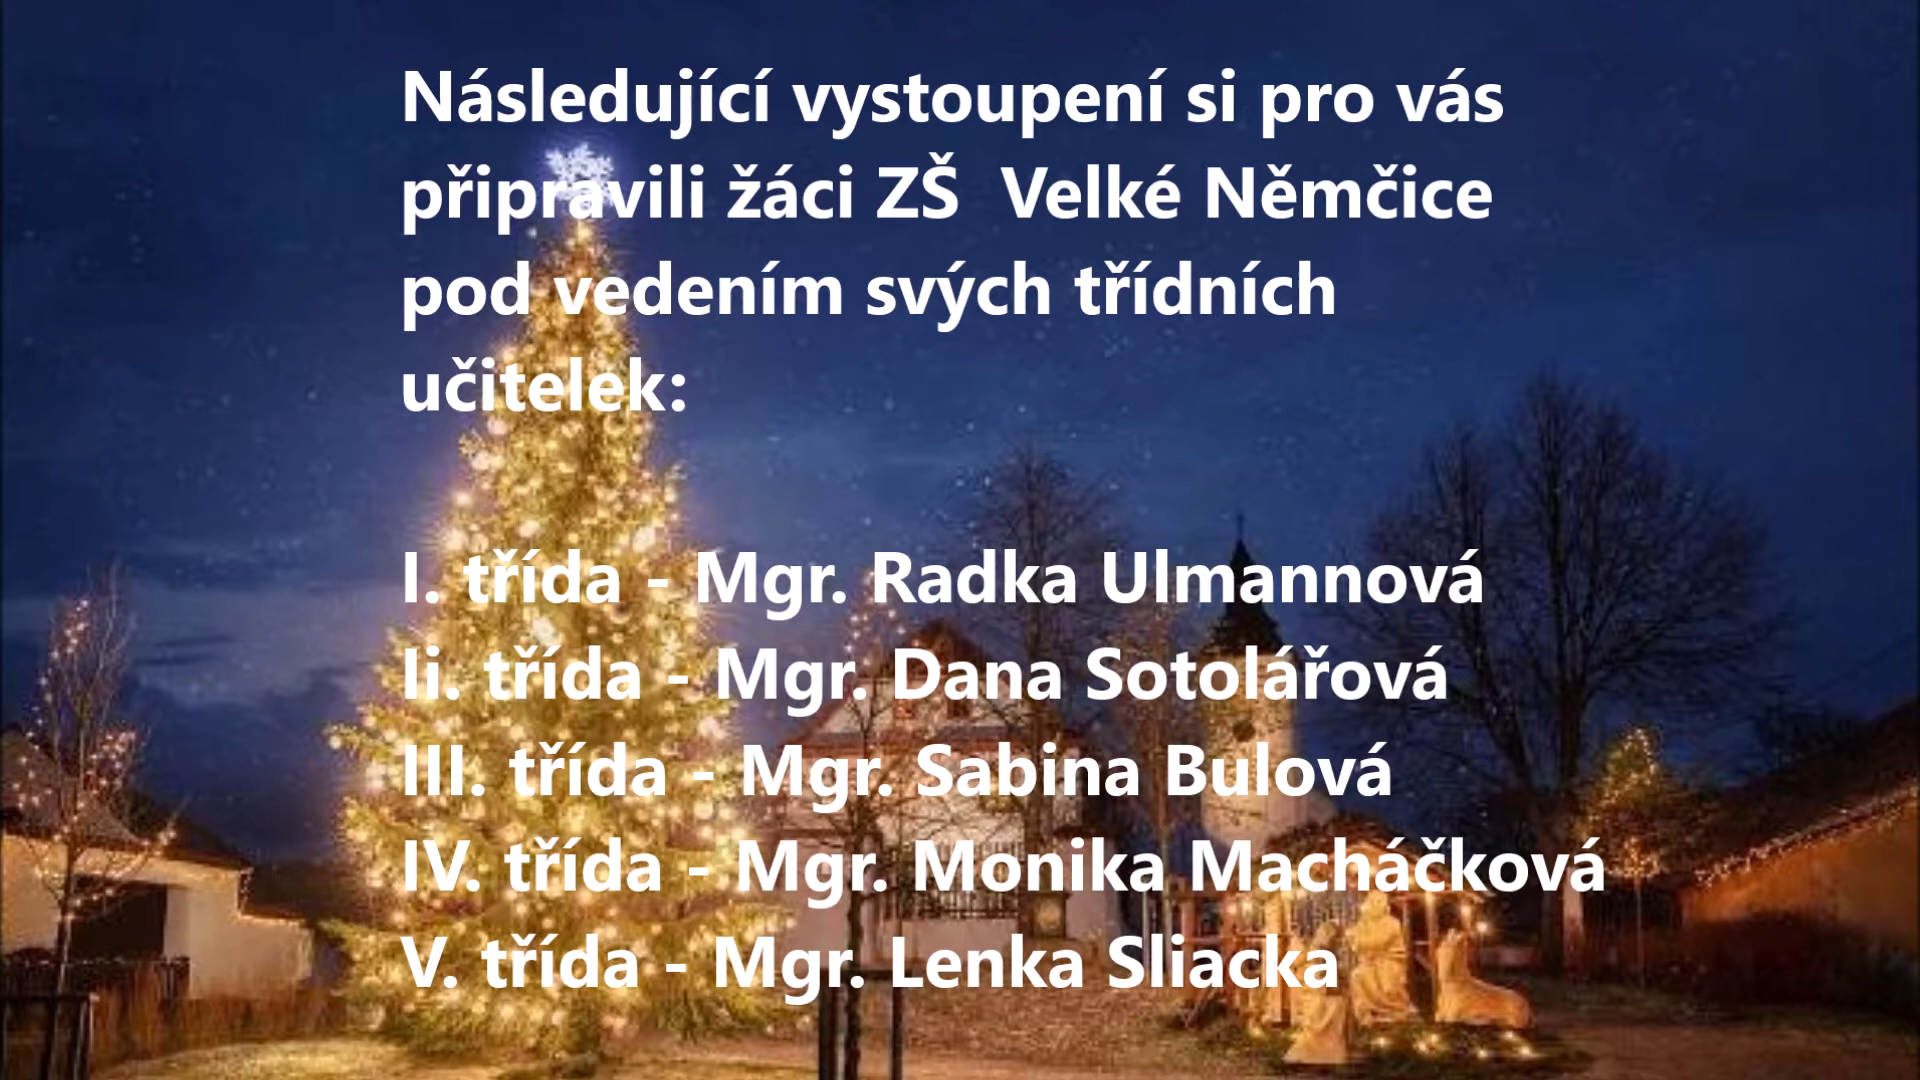 Následující vystoupení si pro vás
připravili žáci ZŠ  Velké Němčice
pod vedením svých třídních
učitelek:
I. třída - Mgr. Radka Ulmannová
Ii. třída - Mgr. Dana Sotolářová
III. třída - Mgr. Sabina Bulová
IV. třída - Mgr. Monika Macháčková
V. třída - Mgr. Lenka Sliacka